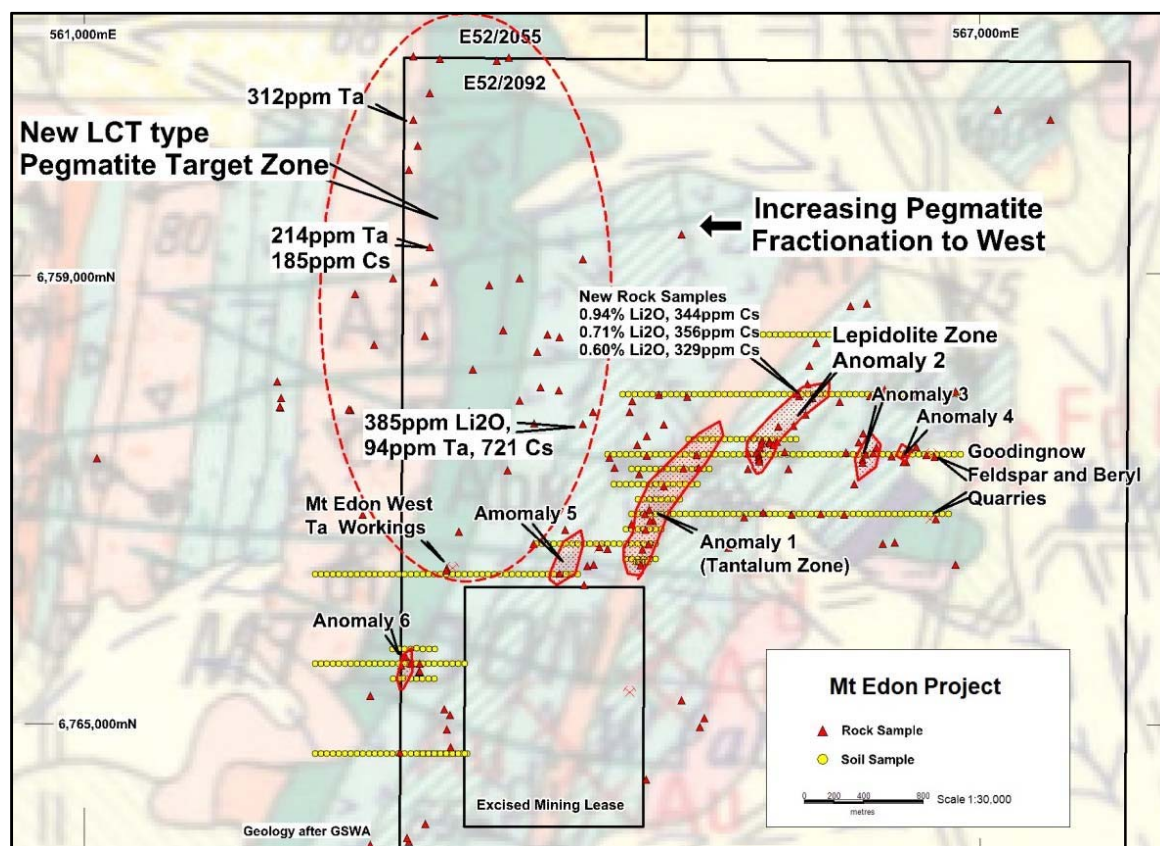 561,000mE
567,000mE
E52/2055
E52/2092
312ppm Ta
New LCT type
Pegmatite Target Zone
Increasing Pegmatite
Fractionation to West
214ppm Ta
185ppm Cs
6,759,000mN
New Rock Samples
0.94% Li2O, 344ppm Cs
0.71% Li2O, 356ppm Cs
0.60% Li2O, 329ppm Cs
Lepidolite Zone
Anomaly 2
Anomaly 3
Anomaly 4
385ppm Li2O,
94ppm Ta, 721 Cs
Goodingnow
Feldspar and Beryl
Quarries
Mt Edon West
Ta Workings
Amomaly 5
Anomaly 1
(Tantalum Zone)
Anomaly 6
6,765,000mN
Excised Mining Lease
Geology after GSWA
Mt Edon Project
Rock Sample
Soil Sample
0 200 400 800
metres
Scale 1:30,000